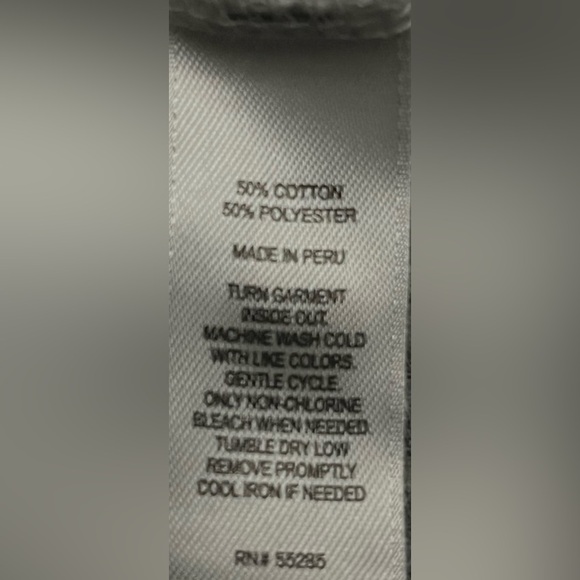 50% COTTON
50% POLYESTER
MADE IN PERU
TURN GARMENT
INSIDE OUT.
MACHINE WASH COLD
WITH LIKE COLORS.
GENTLE CYCLE.
ONLY NON-CHLORINE
BLEACH WHEN NEEDED.
TUMBLE DRY LOW
REMOVE PROMPTLY
COOL IRON IF NEEDED
RN# 55285